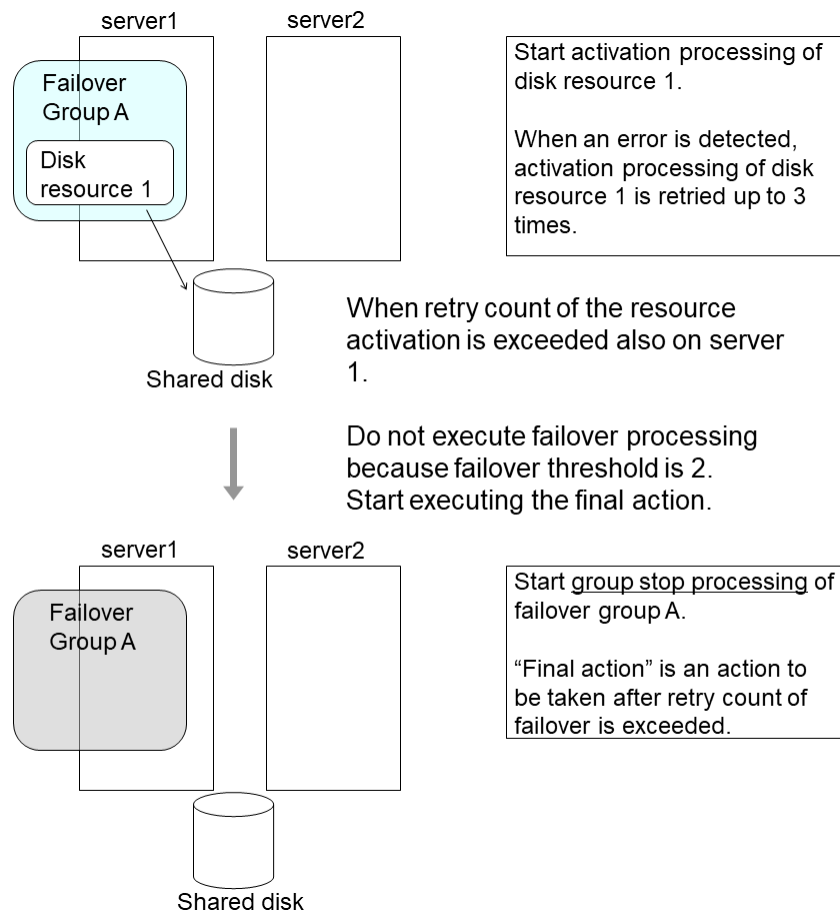 server1
server2
Failover
Group A
Disk
resource 1
Shared disk
Start activation processing of
disk resource 1.
When an error is detected,
activation processing of disk
resource 1 is retried up to 3
times.
When retry count of the resource
activation is exceeded also on server
1.
Do not execute failover processing
because failover threshold is 2.
Start executing the final action.
server1
server2
Failover
Group A
Shared disk
Start group stop processing of
failover group A.
“Final action” is an action to
be taken after retry count of
failover is exceeded.